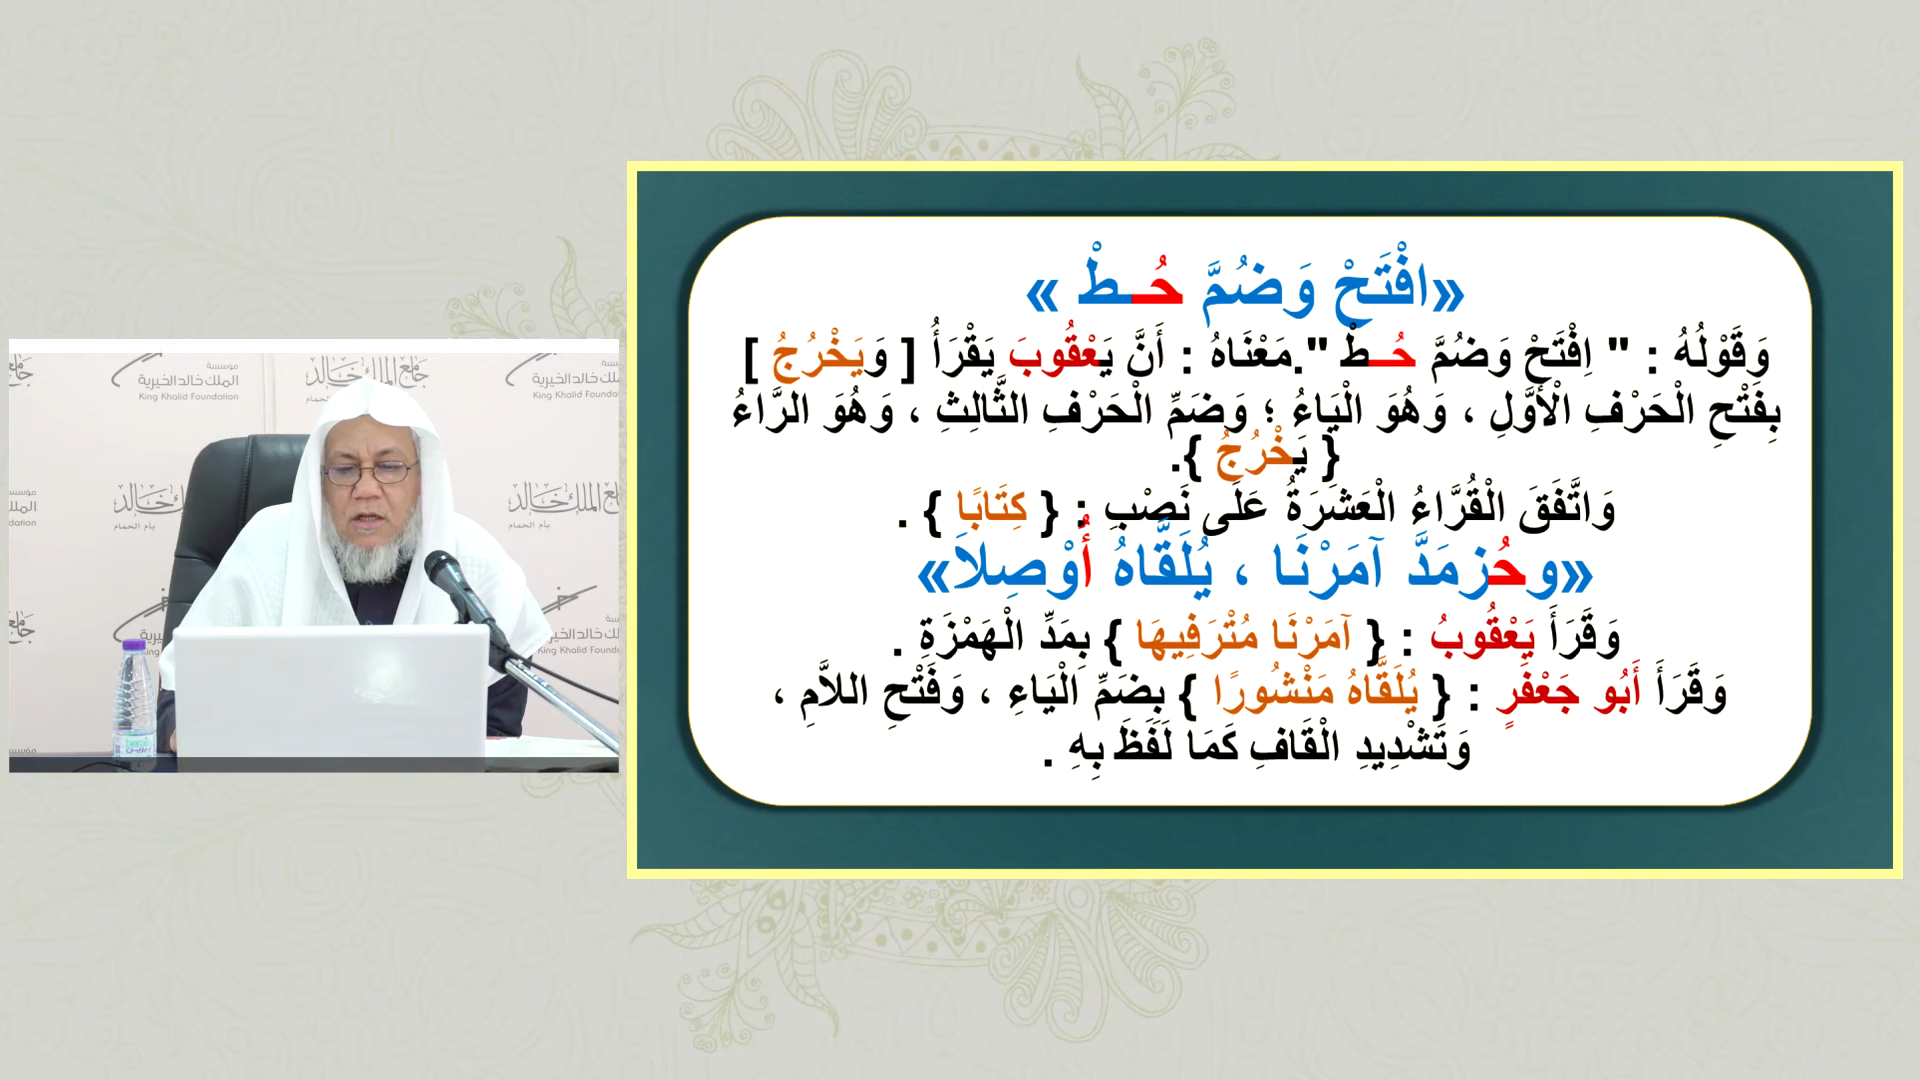 «افْتَحْ وَضُمَّ حُـطْ »
وَقَوْلُهُ : " اِفْتَحْ وَضُمَّ حُـطْ ".مَعْنَاهُ : أَنَّ يَعْقُوبَ يَقْرَأُ [ وَيَخْرُجُ ]
بِفَتْحِ الْحَرْفِ الْأَوَّلِ ، وَهُوَ الْيَاءُ ؛ وَضَمِّ الْحَرْفِ الثَّالِثِ ، وَهُوَ الرَّاءُ
{ يَخْرُجُ }.
وَاتَّفَقَ الْقُرَّاءُ الْعَشَرَةُ عَلَى نَصْبِ : { كِتَابًا } .
«وحُزمَدَّ آمَرْنَا ، يُلَقَّاهُ أُوْصِلاَ»
وَقَرَأَ يَعْقُوبُ : { آمَرْنَا مُتْرَفِيهَا } بِمَدِّ الْهَمْزَةِ .
وَقَرَأَ أَبُو جَعْفَرٍ : { يُلَقَّاهُ مَنْشُورًا } بِضَمِّ الْيَاءِ ، وَفَتْحِ اللاَّمِ ،
وَتَشْدِيدِ الْقَافِ كَمَا لَفَظَ بِهِ .
مؤسسة
الملك خالد الخيرية
King Khalid Foundation
جامع الملك خالد
بأم الحمام